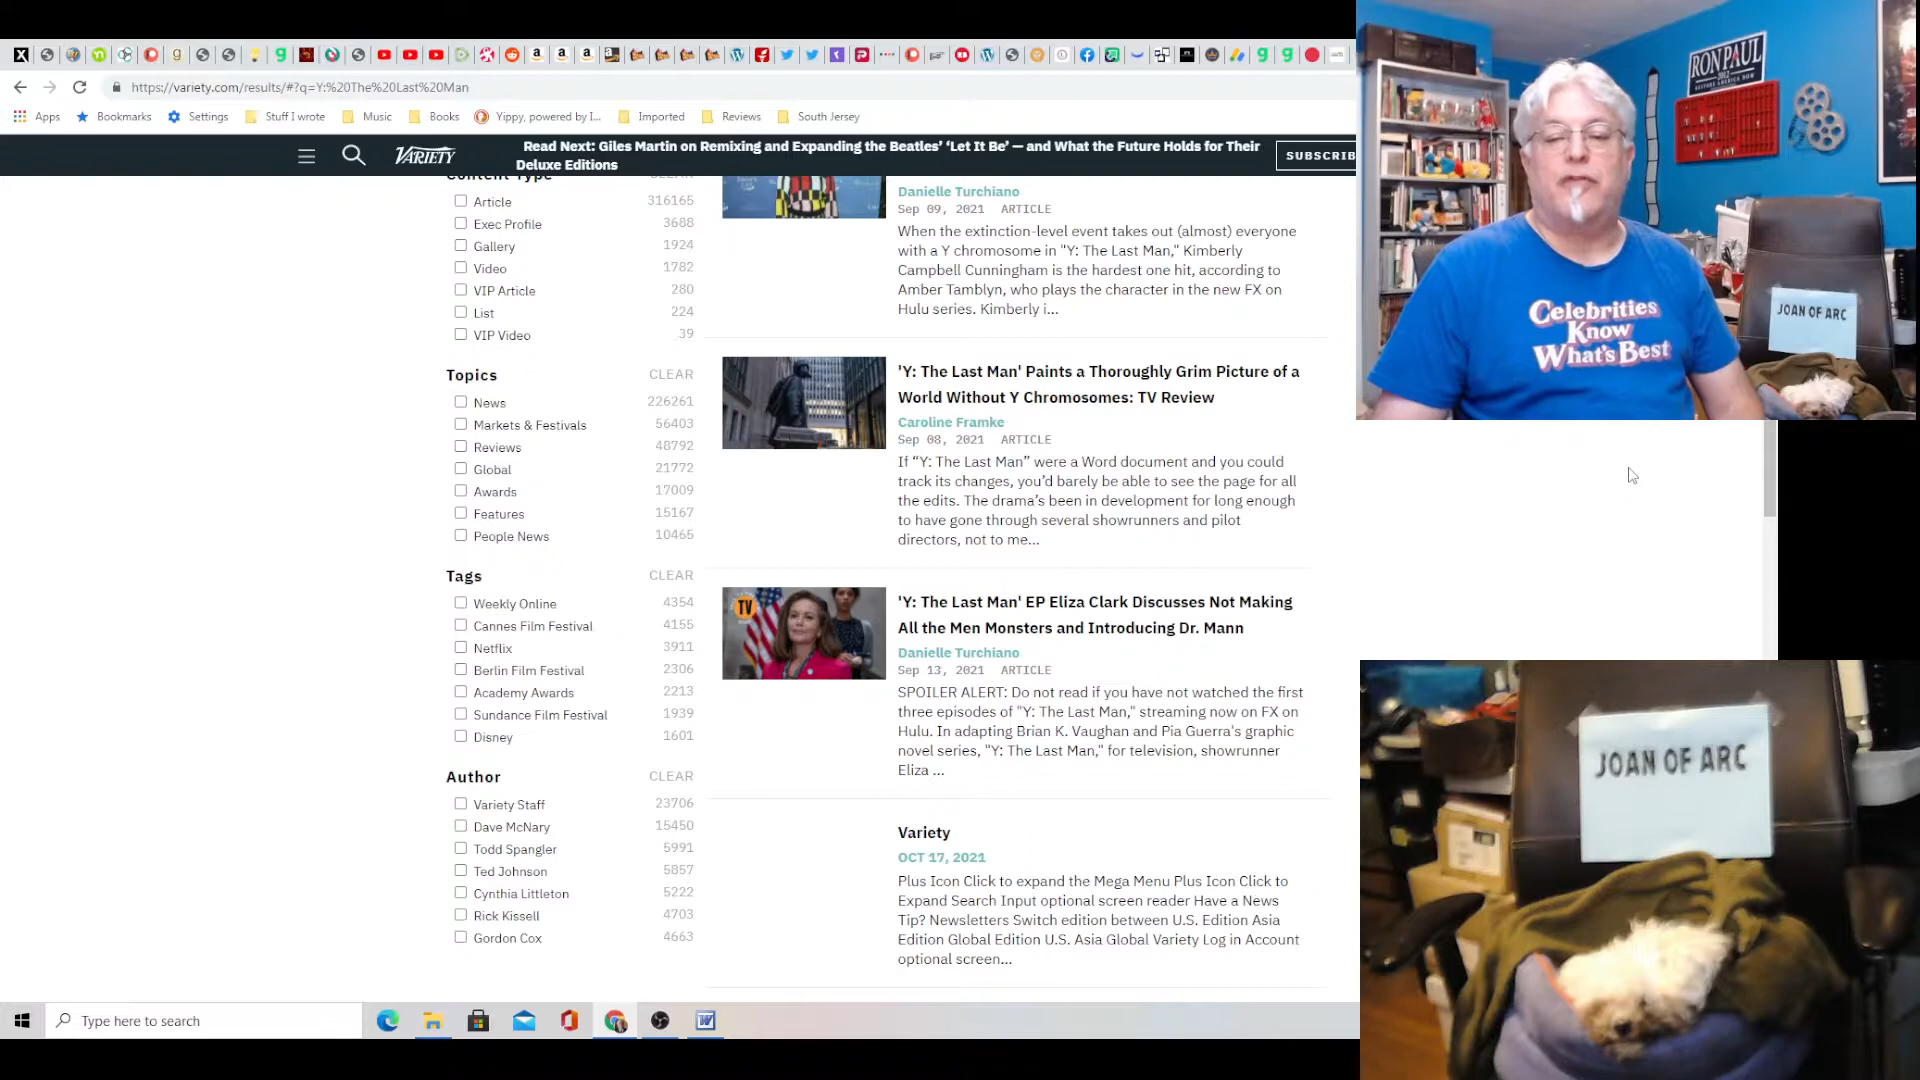 https://variety.com/results/#?q=Y:%20The%20Last%20Man
Apps
Bookmarks
Settings
Stuff I wrote
Music
Books
Yippy, powered by I...
Imported
Reviews
South Jersey
VARIETY
Read Next: Giles Martin on Remixing and Expanding the Beatles' ‘Let It Be’ — and What the Future Holds for Their
Deluxe Editions
SUBSCRIB
Content Type
CLEAR
Article 316165
Exec Profile 3688
Gallery 1924
Video 1782
VIP Article 280
List 224
VIP Video 39
Topics CLEAR
News 226261
Markets & Festivals 56403
Reviews 48792
Global 21772
Awards 17009
Features 15167
People News 10465
Tags CLEAR
Weekly Online 4354
Cannes Film Festival 4155
Netflix 3911
Berlin Film Festival 2306
Academy Awards 2213
Sundance Film Festival 1939
Disney 1601
Author CLEAR
Variety Staff 23706
Dave McNary 15450
Todd Spangler 5991
Ted Johnson 5857
Cynthia Littleton 5222
Rick Kissell 4703
Gordon Cox 4663
Danielle Turchiano
Sep 09, 2021 ARTICLE
When the extinction-level event takes out (almost) everyone
with a Y chromosome in "Y: The Last Man," Kimberly
Campbell Cunningham is the hardest one hit, according to
Amber Tamblyn, who plays the character in the new FX on
Hulu series. Kimberly i...
'Y: The Last Man' Paints a Thoroughly Grim Picture of a
World Without Y Chromosomes: TV Review
Caroline Framke
Sep 08, 2021 ARTICLE
If “Y: The Last Man” were a Word document and you could
track its changes, you’d barely be able to see the page for all
the edits. The drama’s been in development for long enough
to have gone through several showrunners and pilot
directors, not to me...
TV
'Y: The Last Man' EP Eliza Clark Discusses Not Making
All the Men Monsters and Introducing Dr. Mann
Danielle Turchiano
Sep 13, 2021 ARTICLE
SPOILER ALERT: Do not read if you have not watched the first
three episodes of "Y: The Last Man," streaming now on FX on
Hulu. In adapting Brian K. Vaughan and Pia Guerra's graphic
novel series, "Y: The Last Man," for television, showrunner
Eliza ...
Variety
OCT 17, 2021
Plus Icon Click to expand the Mega Menu Plus Icon Click to
Expand Search Input optional screen reader Have a News
Tip? Newsletters Switch edition between U.S. Edition Asia
Edition Global Edition U.S. Asia Global Variety Log in Account
optional screen...
Type here to search
RON PAUL
2012
RESTORE AMERICA NOW
Celebrities
Know
What's Best
JOAN OF ARC
JOAN OF ARC